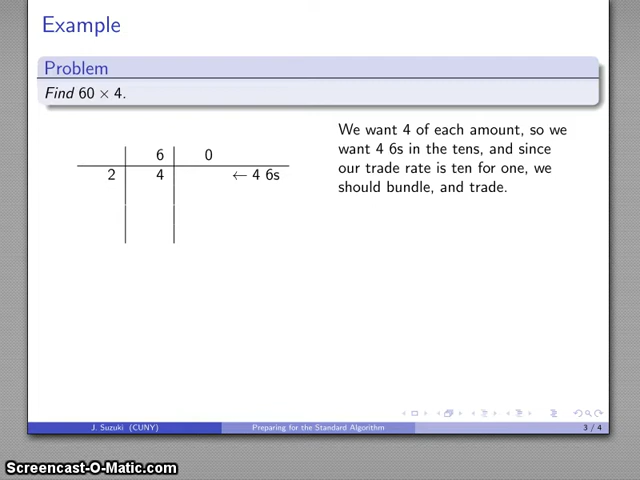 Example
Problem
Find 60 × 4.
6 0
2 4 ← 4 6s
We want 4 of each amount, so we
want 4 6s in the tens, and since
our trade rate is ten for one, we
should bundle, and trade.
J. Suzuki (CUNY) Preparing for the Standard Algorithm 3 / 4
Screencast-O-Matic.com